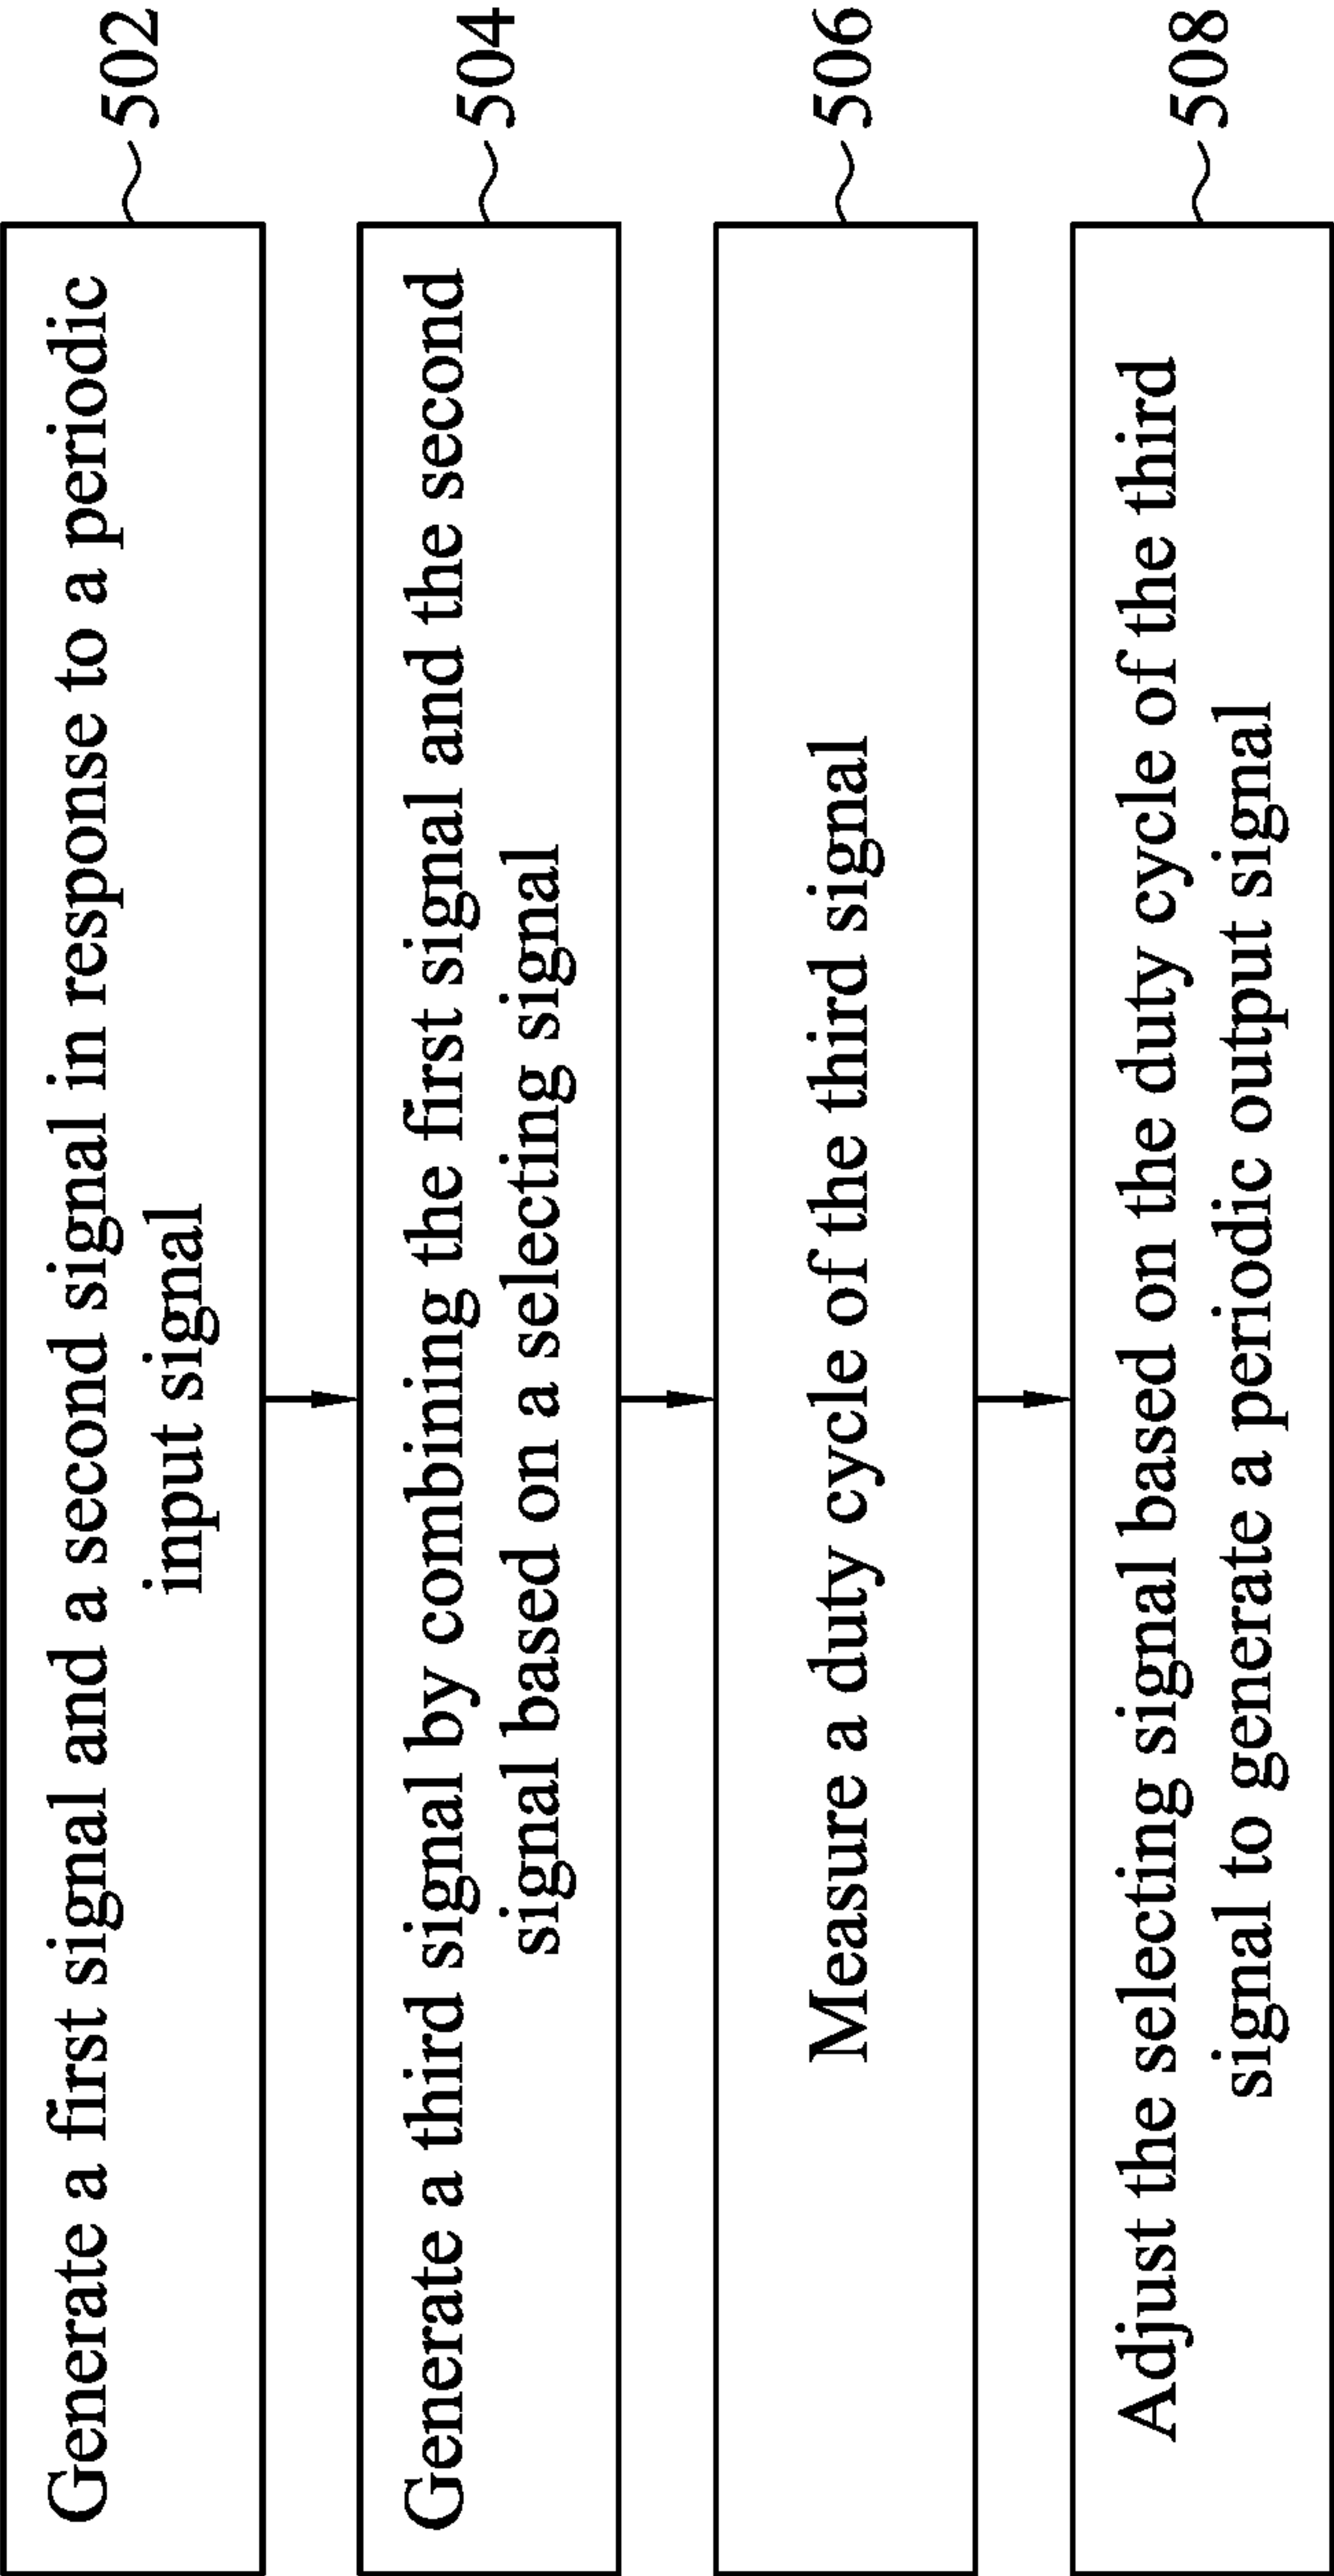 Generate a first signal and a second signal in response to a periodic
input signal
502
Generate a third signal by combining the first signal and the second
signal based on a selecting signal
504
Measure a duty cycle of the third signal
506
Adjust the selecting signal based on the duty cycle of the third
signal to generate a periodic output signal
508